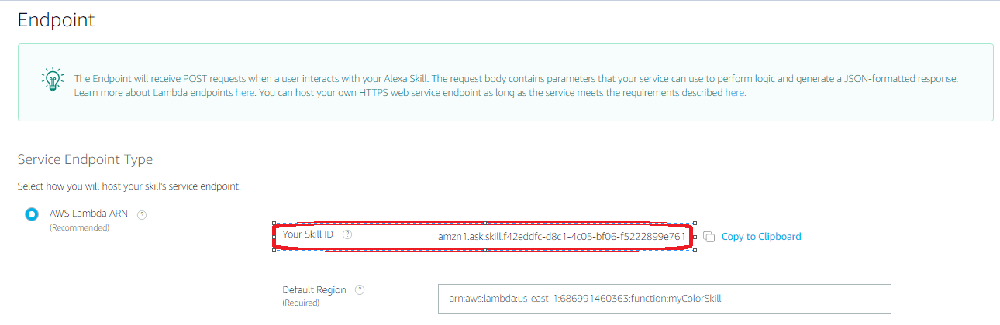 Endpoint
The Endpoint will receive POST requests when a user interacts with your Alexa Skill. The request body contains parameters that your service can use to perform logic and generate a JSON-formatted response.
Learn more about Lambda endpoints here. You can host your own HTTPS web service endpoint as long as the service meets the requirements described here.
Service Endpoint Type
Select how you will host your skill's service endpoint.
AWS Lambda ARN ?
(Recommended)
Your Skill ID ? amzn1.ask.skill.f42eddfc-d8c1-4c05-bf06-f5222899e761 Copy to Clipboard
Default Region ?
(Required)
arn:aws:lambda:us-east-1:686991460363:function:myColorSkill